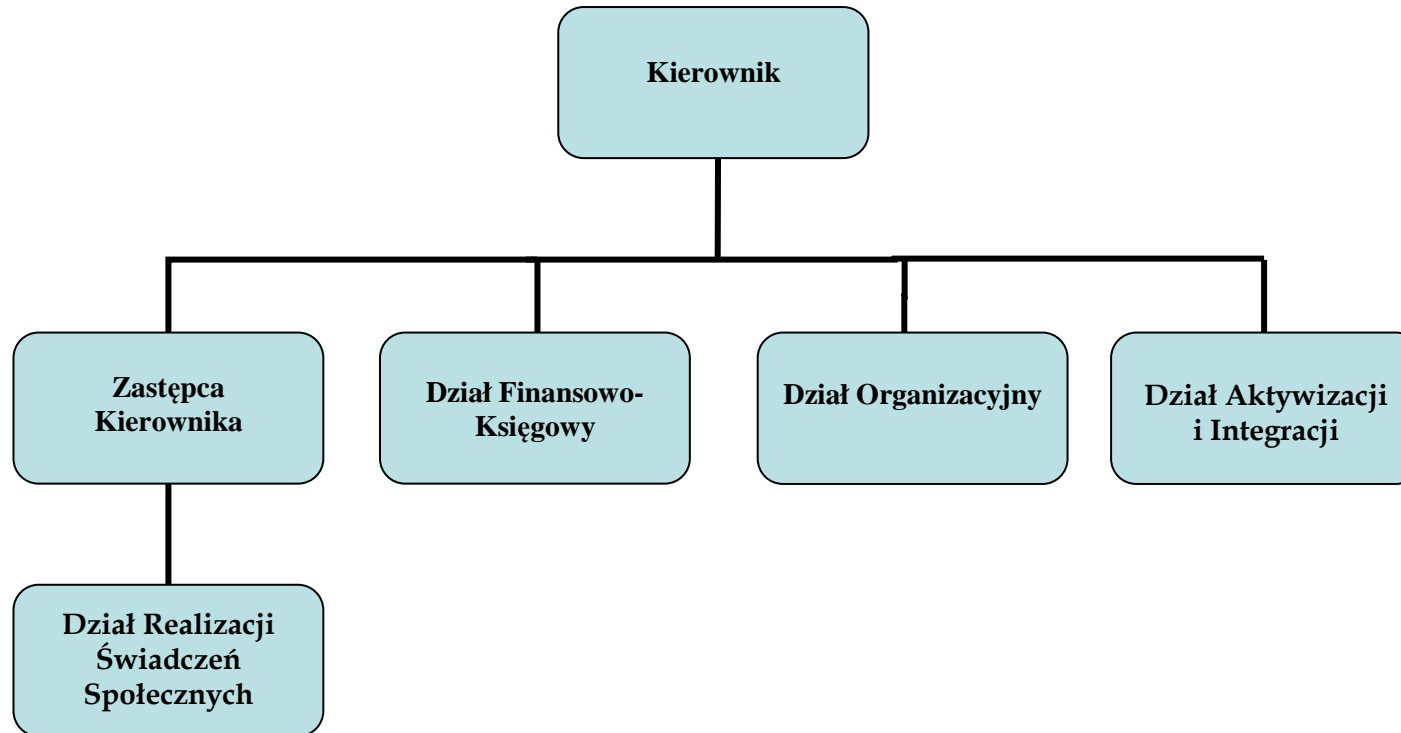 Kierownik
Zastępca
Kierownika
Dział Finansowo-
Księgowy
Dział Organizacyjny
Dział Aktywizacji
i Integracji
Dział Realizacji
Świadczeń
Społecznych